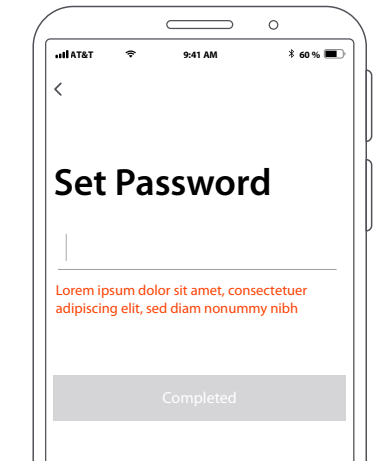 AT&T 9:41 AM 60 %
Set Password
Lorem ipsum dolor sit amet, consectetuer
adipiscing elit, sed diam nonummy nibh
Completed